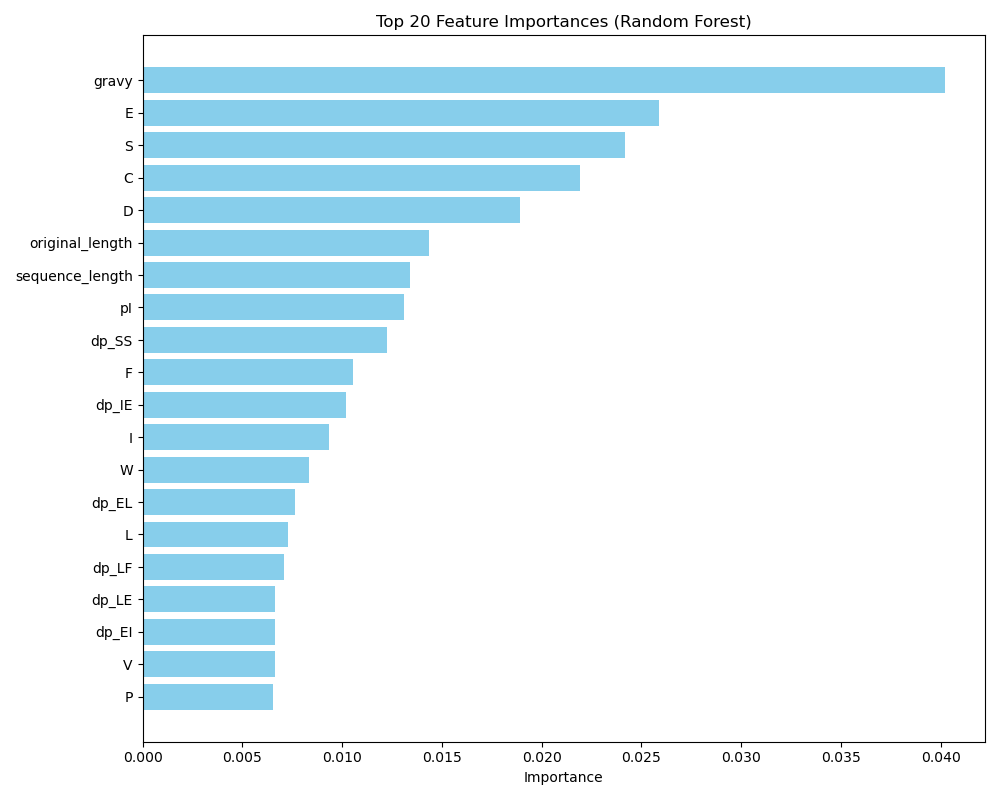 Top 20 Feature Importances (Random Forest)
gravy
E
S
C
D
original_length
sequence_length
pI
dp_SS
F
dp_IE
I
W
dp_EL
L
dp_LF
dp_LE
dp_EI
V
P
0.000 0.005 0.010 0.015 0.020 0.025 0.030 0.035 0.040
Importance